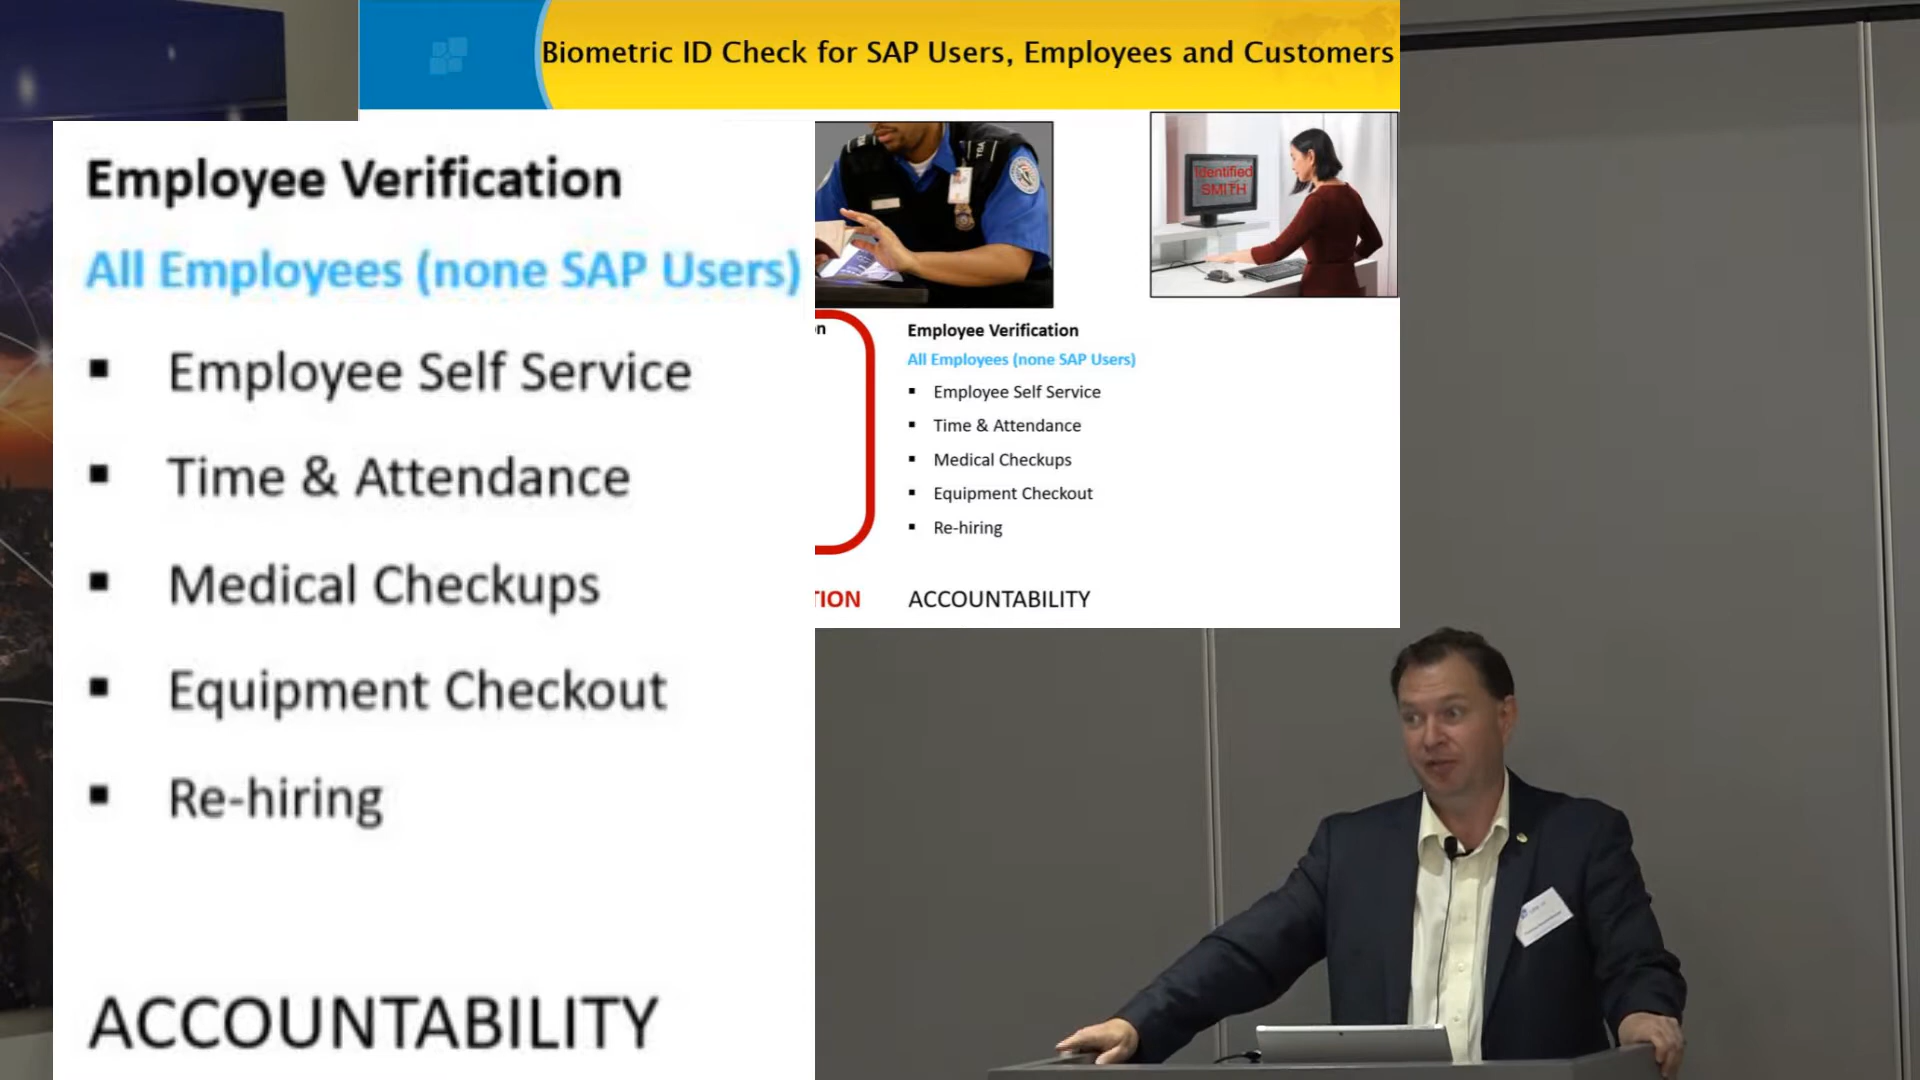 Biometric ID Check for SAP Users, Employees and Customers
Employee Verification
All Employees (none SAP Users)
▪ Employee Self Service
▪ Time & Attendance
▪ Medical Checkups
▪ Equipment Checkout
▪ Re-hiring
ACCOUNTABILITY
Identified
SMITH
n
Employee Verification
All Employees (none SAP Users)
▪ Employee Self Service
▪ Time & Attendance
▪ Medical Checkups
▪ Equipment Checkout
▪ Re-hiring
TION ACCOUNTABILITY